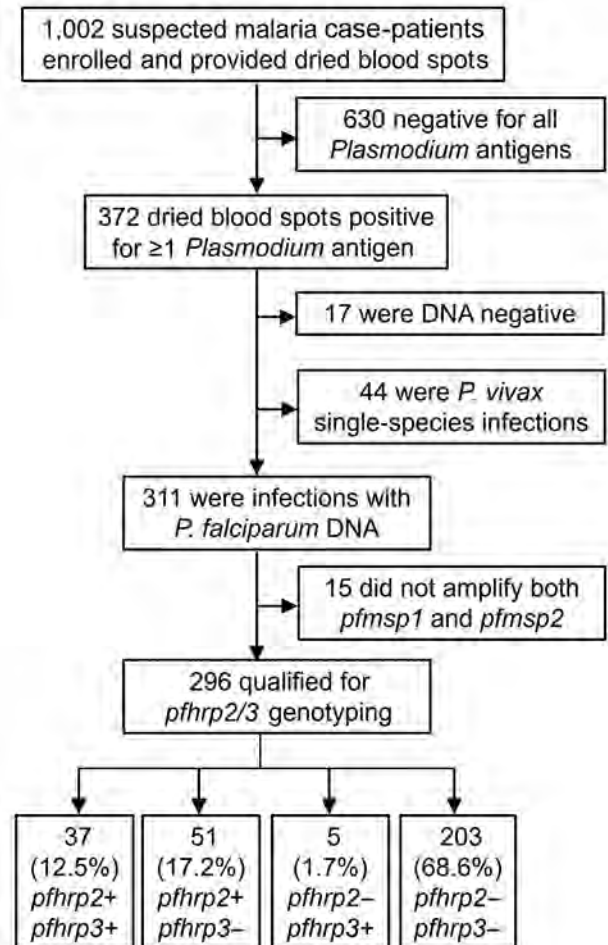 1,002 suspected malaria case-patients
enrolled and provided dried blood spots
630 negative for all
Plasmodium antigens
372 dried blood spots positive
for ≥1 Plasmodium antigen
17 were DNA negative
44 were P. vivax
single-species infections
311 were infections with
P. falciparum DNA
15 did not amplify both
pfmsp1 and pfmsp2
296 qualified for
pfhrp2/3 genotyping
37
(12.5%)
pfhrp2+
pfhrp3+
51
(17.2%)
pfhrp2+
pfhrp3–
5
(1.7%)
pfhrp2–
pfhrp3+
203
(68.6%)
pfhrp2–
pfhrp3–